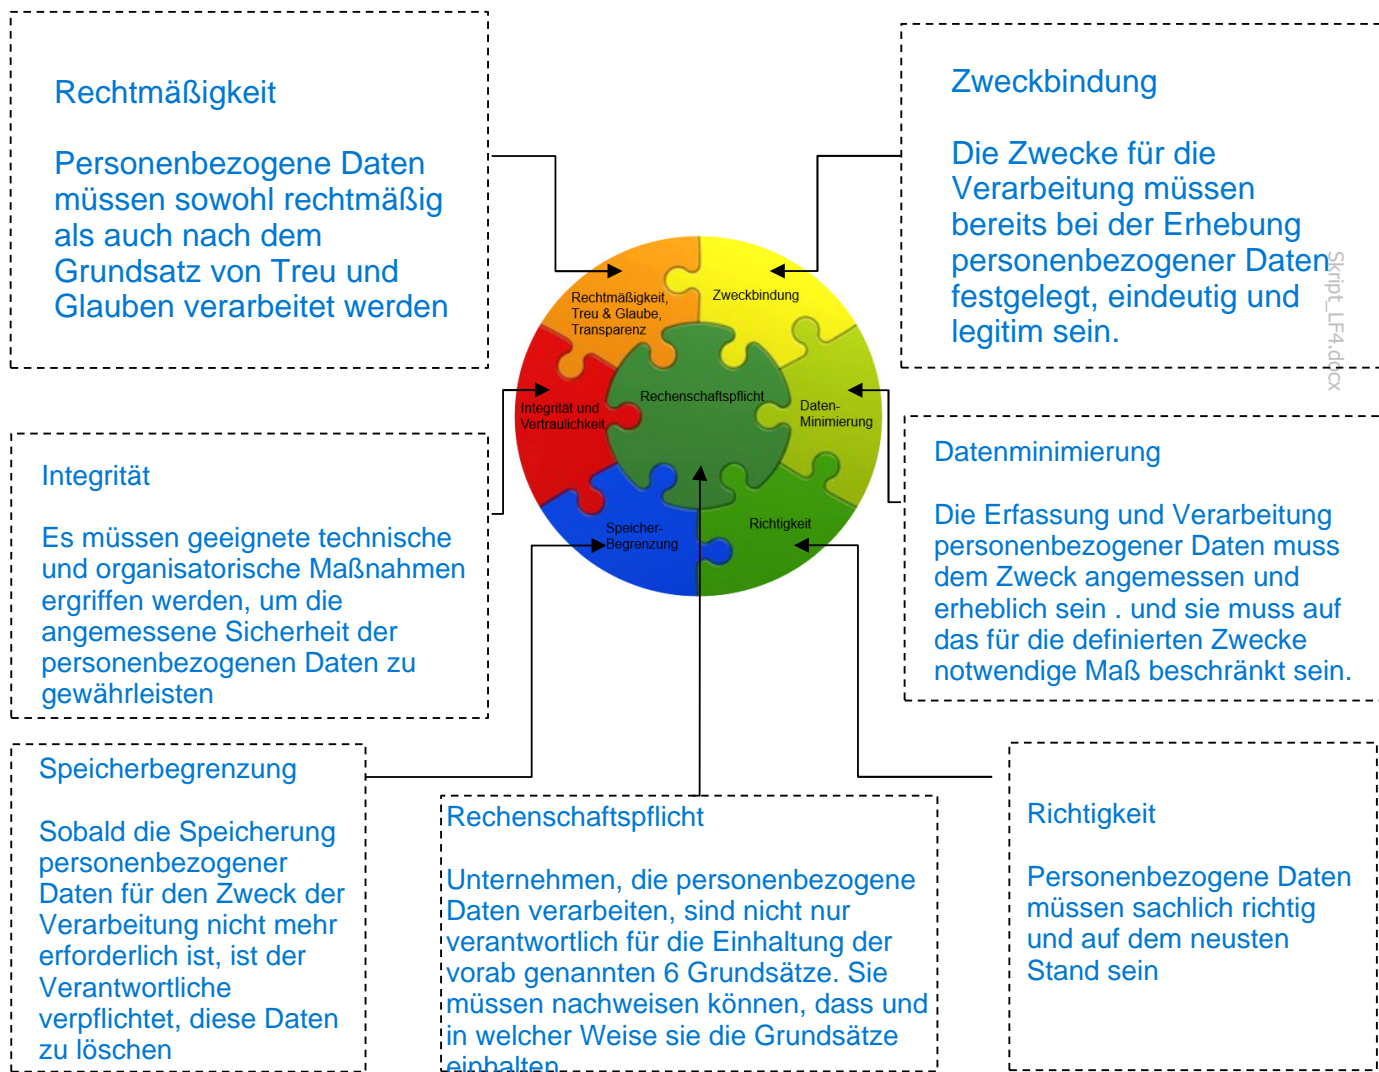 Rechtmäßigkeit
Personenbezogene Daten
müssen sowohl rechtmäßig
als auch nach dem
Grundsatz von Treu und
Glauben verarbeitet werden
Zweckbindung
Die Zwecke für die
Verarbeitung müssen
bereits bei der Erhebung
personenbezogener Daten
festgelegt, eindeutig und
legitim sein.
Skript_LF4.docx
Rechtmäßigkeit,
Treu & Glaube,
Transparenz
Zweckbindung
Rechenschaftspflicht
Integrität und
Vertraulichkeit
Daten-
Minimierung
Speicher-
Begrenzung
Richtigkeit
Integrität
Es müssen geeignete technische
und organisatorische Maßnahmen
ergriffen werden, um die
angemessene Sicherheit der
personenbezogenen Daten zu
gewährleisten
Datenminimierung
Die Erfassung und Verarbeitung
personenbezogener Daten muss
dem Zweck angemessen und
erheblich sein . und sie muss auf
das für die definierten Zwecke
notwendige Maß beschränkt sein.
Speicherbegrenzung
Sobald die Speicherung
personenbezogener
Daten für den Zweck der
Verarbeitung nicht mehr
erforderlich ist, ist der
Verantwortliche
verpflichtet, diese Daten
zu löschen
Rechenschaftspflicht
Unternehmen, die personenbezogene
Daten verarbeiten, sind nicht nur
verantwortlich für die Einhaltung der
vorab genannten 6 Grundsätze. Sie
müssen nachweisen können, dass und
in welcher Weise sie die Grundsätze
einhalten
Richtigkeit
Personenbezogene Daten
müssen sachlich richtig
und auf dem neusten
Stand sein